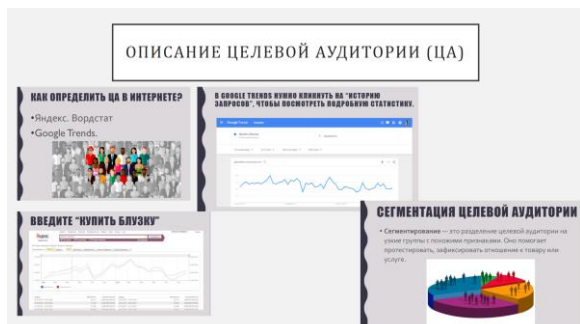 ОПИСАНИЕ ЦЕЛЕВОЙ АУДИТОРИИ (ЦА)
КАК ОПРЕДЕЛИТЬ ЦА В ИНТЕРНЕТЕ?
•Яндекс. Вордстат
•Google Trends.
В GOOGLE TRENDS НУЖНО КЛИКНУТЬ НА "ИСТОРИЮ
ЗАПРОСОВ", ЧТОБЫ ПОСМОТРЕТЬ ПОДРОБНУЮ СТАТИСТИКУ.
ВВЕДИТЕ "КУПИТЬ БЛУЗКУ"
СЕГМЕНТАЦИЯ ЦЕЛЕВОЙ АУДИТОРИИ
• Сегментирование — это разделение целевой аудитории на
узкие группы с похожими признаками. Оно помогает
протестировать, зафиксировать отношение к товару или
услуге.